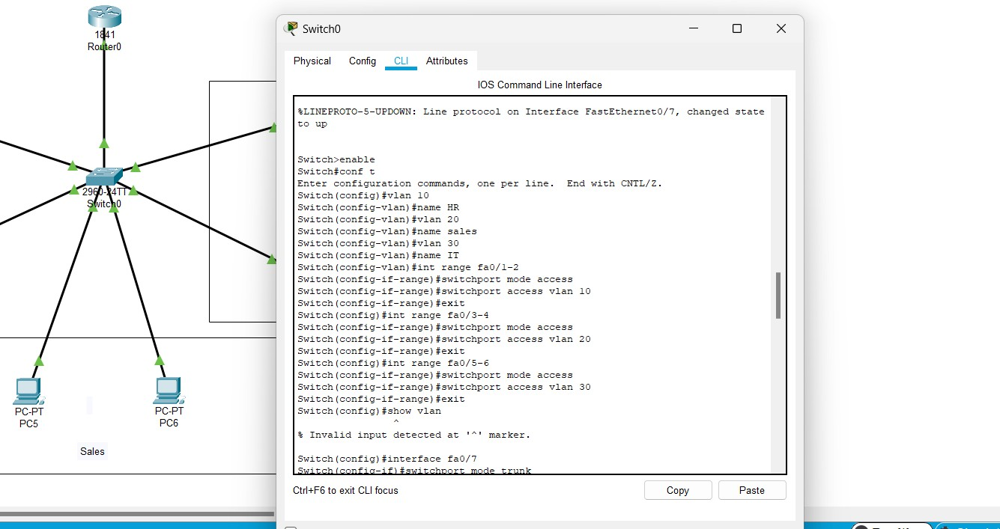 1841
Router0
2960-24TT
Switch0
PC-PT
PC5
PC-PT
PC6
Sales
Switch0
Physical
Config
CLI
Attributes
IOS Command Line Interface
%LINEPROTO-5-UPDOWN: Line protocol on Interface FastEthernet0/7, changed state
to up
Switch>enable
Switch#conf t
Enter configuration commands, one per line.  End with CNTL/Z.
Switch(config)#vlan 10
Switch(config-vlan)#name HR
Switch(config-vlan)#vlan 20
Switch(config-vlan)#name sales
Switch(config-vlan)#vlan 30
Switch(config-vlan)#name IT
Switch(config-vlan)#int range fa0/1-2
Switch(config-if-range)#switchport mode access
Switch(config-if-range)#switchport access vlan 10
Switch(config-if-range)#exit
Switch(config)#int range fa0/3-4
Switch(config-if-range)#switchport mode access
Switch(config-if-range)#switchport access vlan 20
Switch(config-if-range)#exit
Switch(config)#int range fa0/5-6
Switch(config-if-range)#switchport mode access
Switch(config-if-range)#switchport access vlan 30
Switch(config-if-range)#exit
Switch(config)#show vlan
^
% Invalid input detected at '^' marker.
Switch(config)#interface fa0/7
Switch(config-if)#switchport mode trunk
Ctrl+F6 to exit CLI focus
Copy
Paste